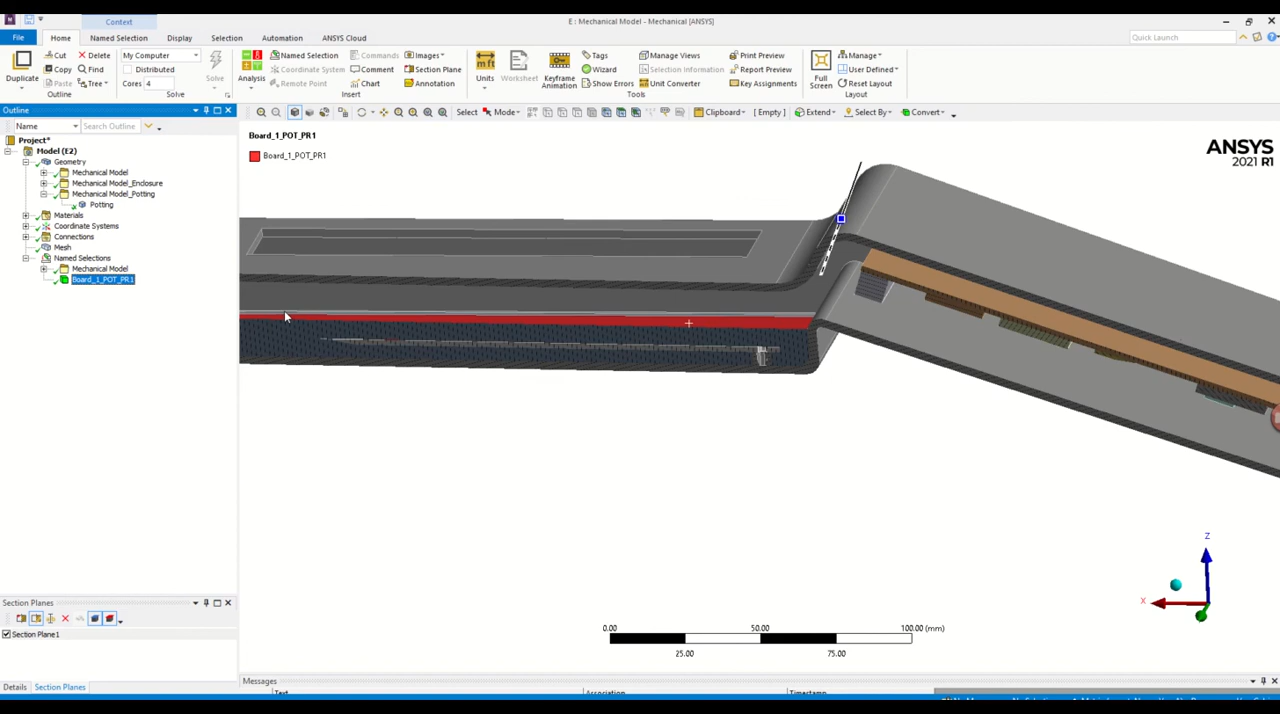 Context
E : Mechanical Model - Mechanical [ANSYS]
File Home Named Selection Display Selection Automation ANSYS Cloud
Quick Launch
Duplicate
Cut
Delete
Copy
Find
Paste
Tree
Outline
My Computer
Distributed
Cores 4
Solve
Solve
Analysis
Named Selection
Coordinate System
Remote Point
Commands
Comment
Chart
Images
Section Plane
Annotation
Insert
Units
Worksheet
Keyframe
Animation
Tags
Wizard
Show Errors
Manage Views
Selection Information
Unit Converter
Print Preview
Report Preview
Key Assignments
Tools
Full
Screen
Manage
User Defined
Reset Layout
Layout
Outline
Select Mode Clipboard [ Empty ] Extend Select By Convert
Name Search Outline
Project*
Model (E2)
Geometry
Mechanical Model
Mechanical Model_Enclosure
Mechanical Model_Potting
Potting
Materials
Coordinate Systems
Connections
Mesh
Named Selections
Mechanical Model
Board_1_POT_PR1
Board_1_POT_PR1
Board_1_POT_PR1
ANSYS
2021 R1
Z
X
0.00 50.00 100.00 (mm)
25.00 75.00
Section Planes
Section Plane1
Details Section Planes
Messages
Text Association Timestamp